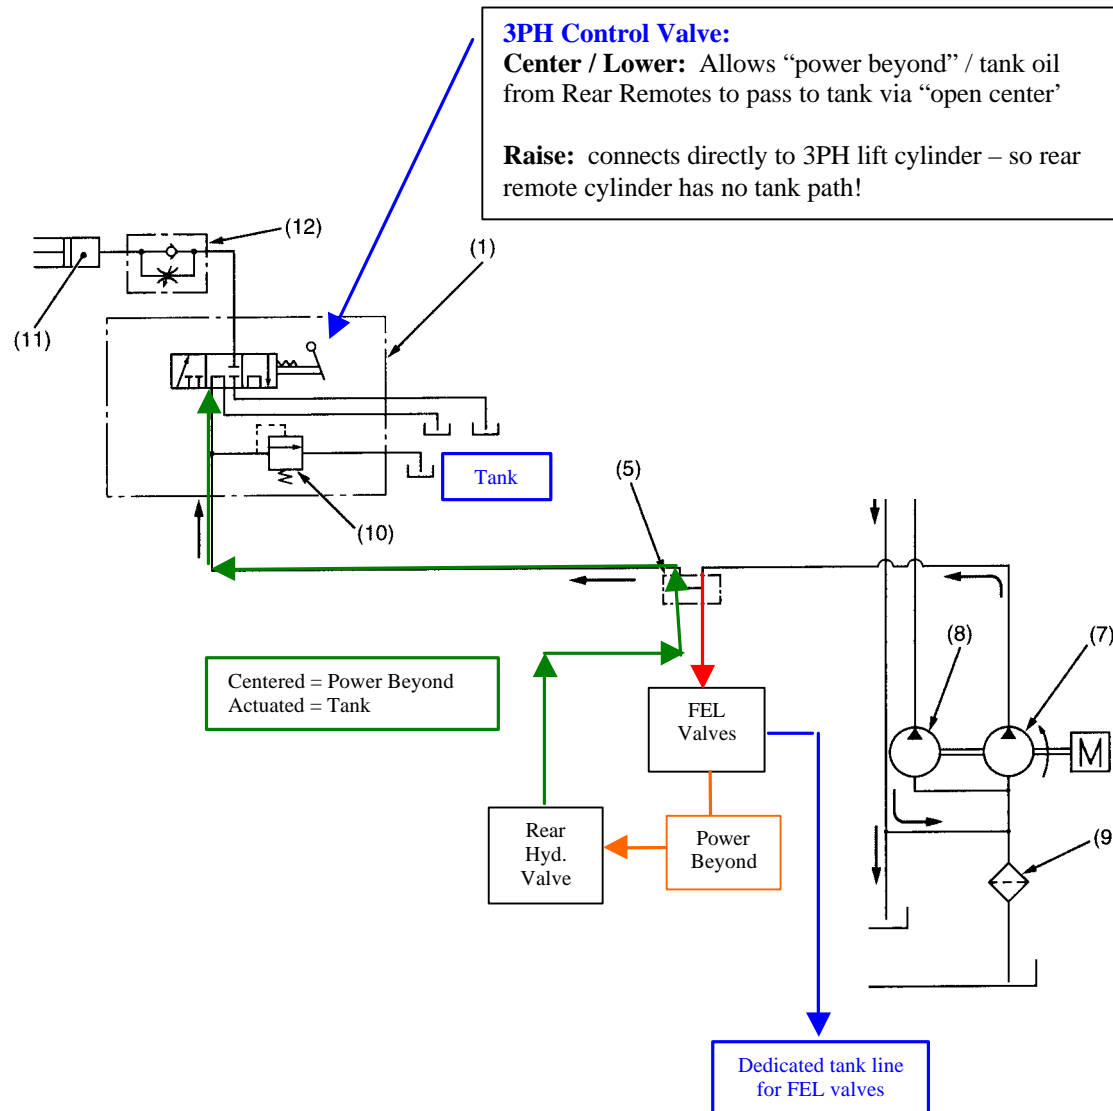 3PH Control Valve:
Center / Lower:  Allows “power beyond” / tank oil
from Rear Remotes to pass to tank via “open center’
Raise:  connects directly to 3PH lift cylinder – so rear
remote cylinder has no tank path!
(12)
(1)
(11)
Tank
(10)
(5)
(8)
(7)
Centered = Power Beyond
Actuated = Tank
FEL
Valves
M
Rear
Hyd.
Valve
Power
Beyond
(9
Dedicated tank line
for FEL valves